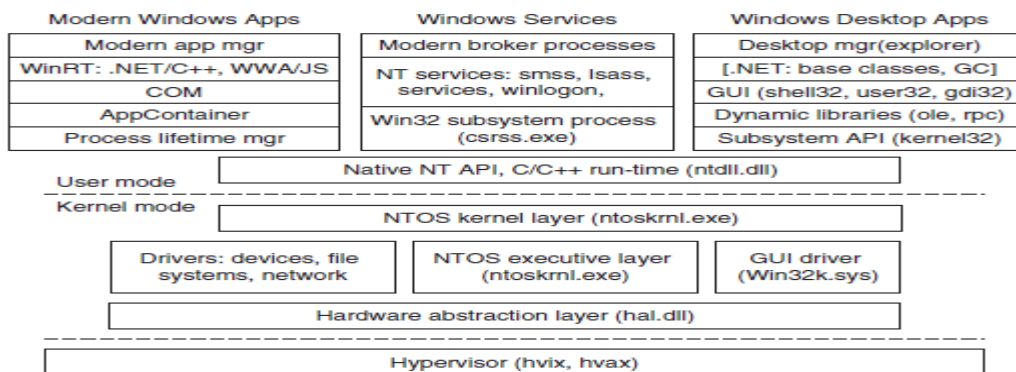 Modern Windows Apps
Modern app mgr
WinRT: .NET/C++, WWA/JS
COM
AppContainer
Process lifetime mgr
Windows Services
Modern broker processes
NT services: smss, lsass,
services, winlogon,
Win32 subsystem process
(csrss.exe)
Windows Desktop Apps
Desktop mgr(explorer)
[.NET: base classes, GC]
GUI (shell32, user32, gdi32)
Dynamic libraries (ole, rpc)
Subsystem API (kernel32)
Native NT API, C/C++ run-time (ntdll.dll)
User mode
Kernel mode
NTOS kernel layer (ntoskrnl.exe)
Drivers: devices, file
systems, network
NTOS executive layer
(ntoskrnl.exe)
GUI driver
(Win32k.sys)
Hardware abstraction layer (hal.dll)
Hypervisor (hvix, hvax)